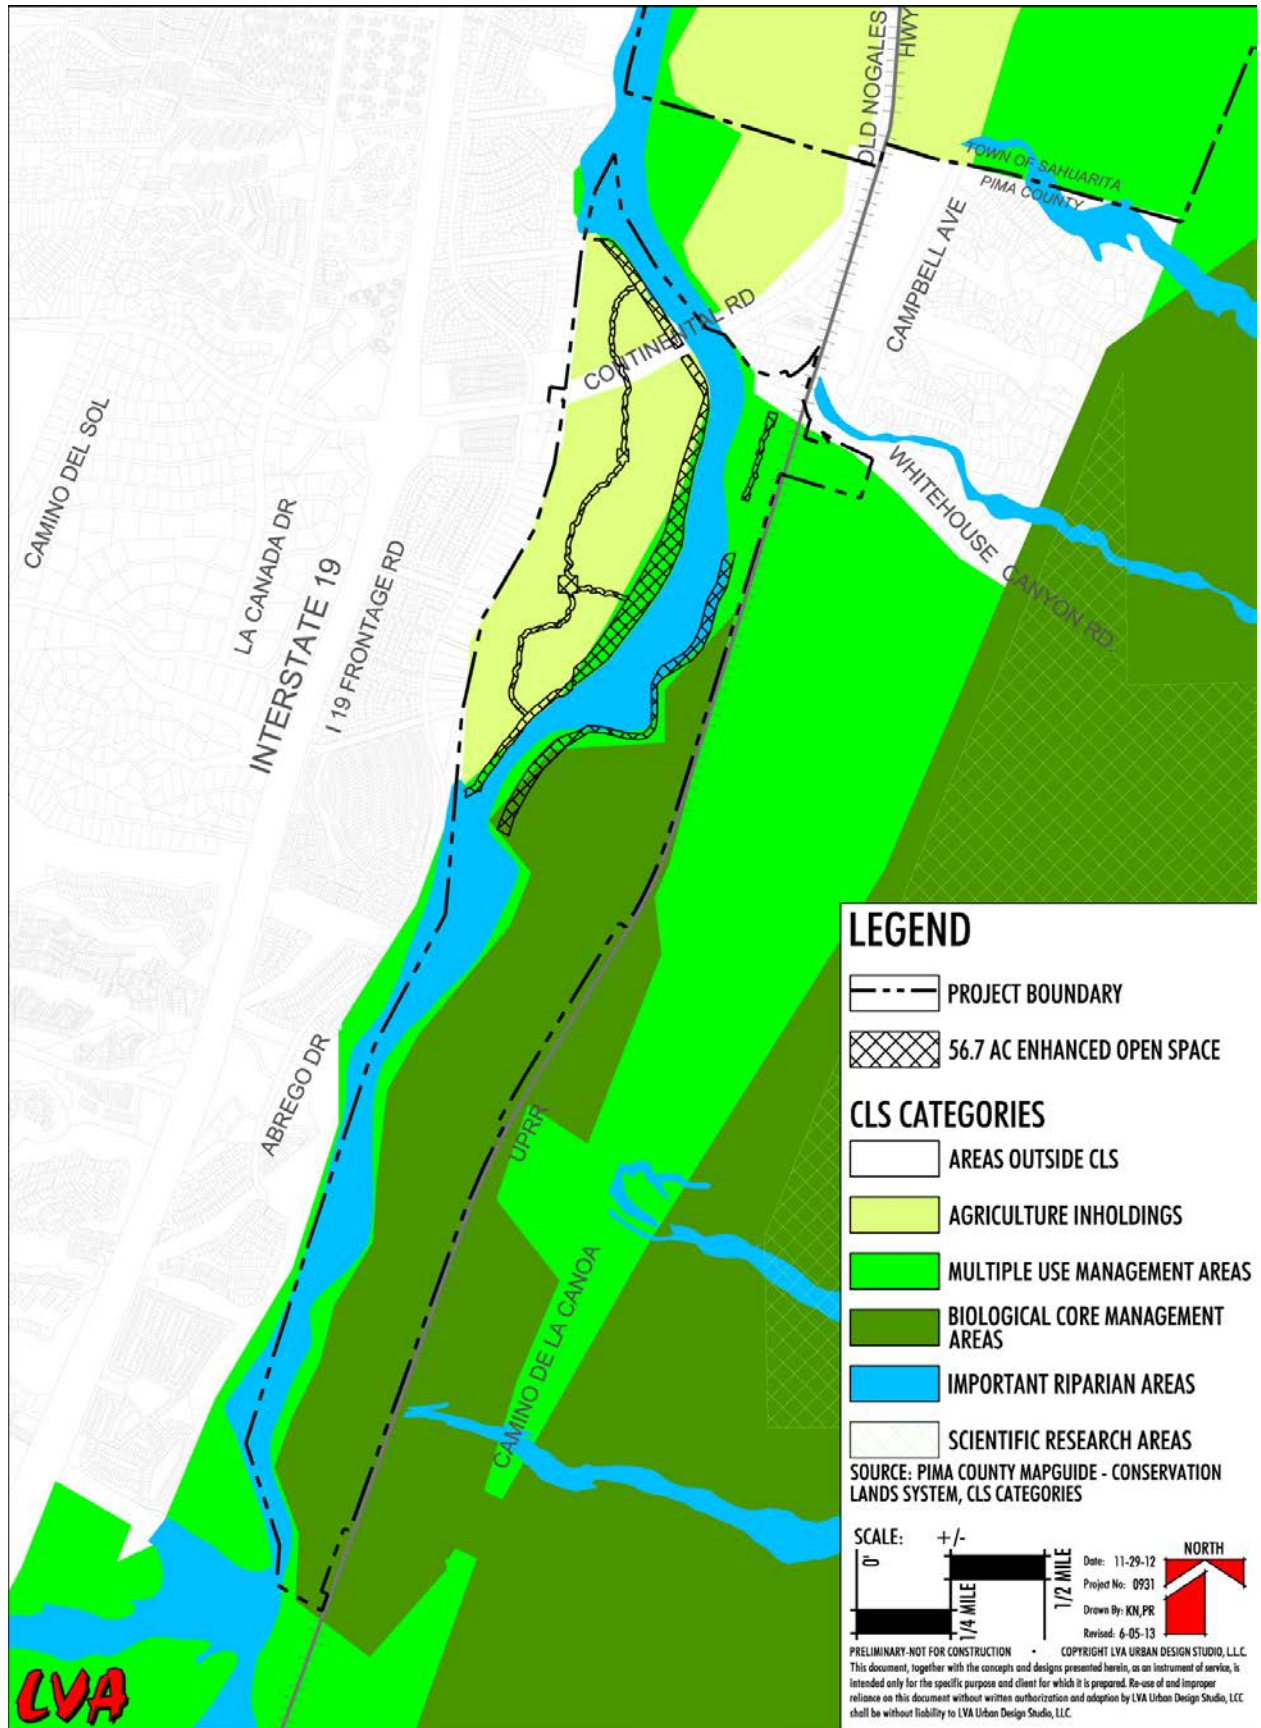 OLD NOGALES
HWY
TOWN OF SAHUARITA
PIMA COUNTY
CAMPBELL AVE
CONTINENTAL RD
CAMINO DEL SOL
LA CANADA DR
INTERSTATE 19
I 19 FRONTAGE RD
WHITEHOUSE CANYON RD.
ABREGO DR
UPRR
CAMINO DE LA CANOA
LEGEND
PROJECT BOUNDARY
56.7 AC ENHANCED OPEN SPACE
CLS CATEGORIES
AREAS OUTSIDE CLS
AGRICULTURE INHOLDINGS
MULTIPLE USE MANAGEMENT AREAS
BIOLOGICAL CORE MANAGEMENT
AREAS
IMPORTANT RIPARIAN AREAS
SCIENTIFIC RESEARCH AREAS
SOURCE: PIMA COUNTY MAPGUIDE - CONSERVATION
LANDS SYSTEM, CLS CATEGORIES
SCALE: +/-
0"
1/4 MILE
1/2 MILE
Date: 11-29-12
Project No: 0931
Drawn By: KN,PR
Revised: 6-05-13
NORTH
PRELIMINARY-NOT FOR CONSTRUCTION • COPYRIGHT LVA URBAN DESIGN STUDIO, L.L.C.
This document, together with the concepts and designs presented herein, as an instrument of service, is
intended only for the specific purpose and client for which it is prepared. Re-use of and improper
reliance on this document without written authorization and adaption by LVA Urban Design Studio, LCC
shall be without liability to LVA Urban Design Studio, LLC.
LVA